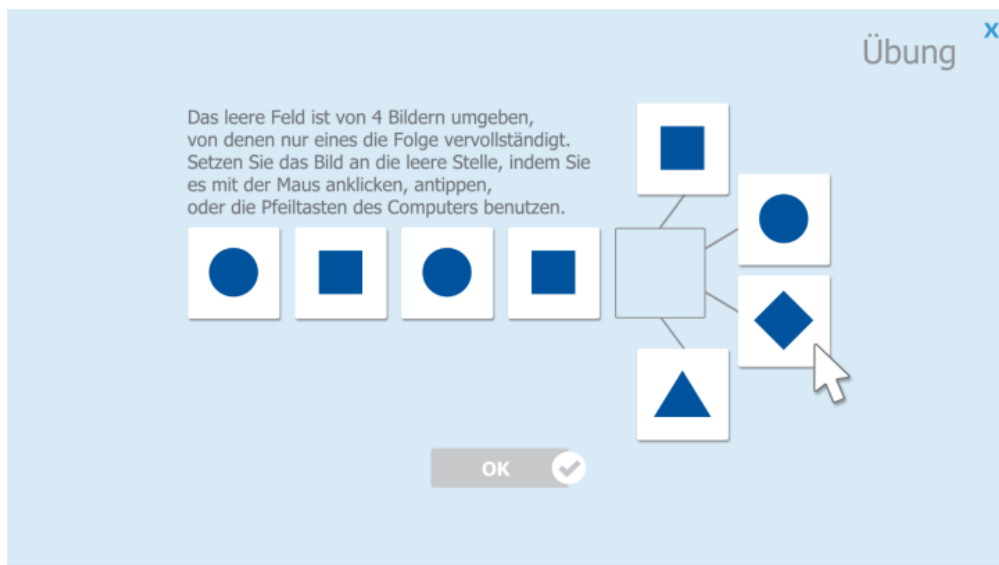 X
Übung
Das leere Feld ist von 4 Bildern umgeben,
von denen nur eines die Folge vervollständigt.
Setzen Sie das Bild an die leere Stelle, indem Sie
es mit der Maus anklicken, antippen,
oder die Pfeiltasten des Computers benutzen.
OK